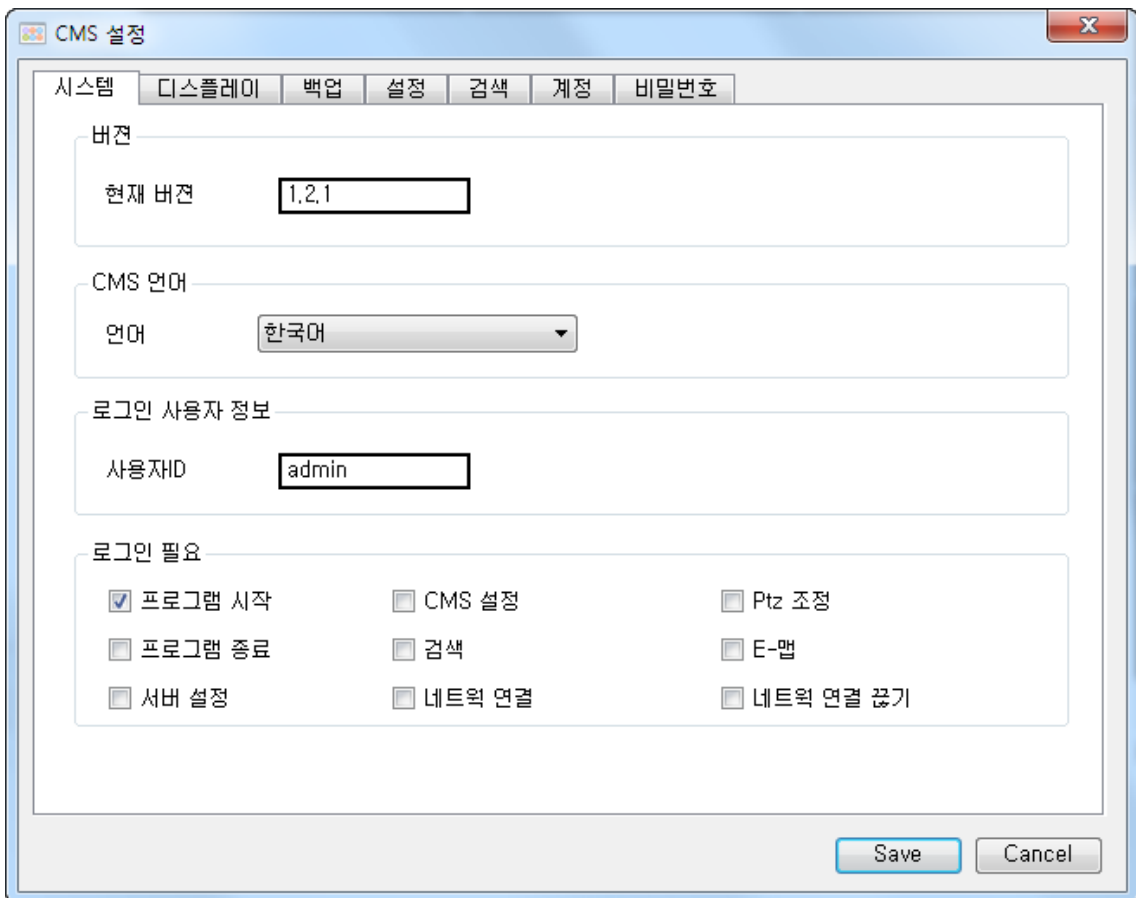 CMS 설정
시스템 디스플레이 백업 설정 검색 계정 비밀번호
버젼
현재 버젼 1.2.1
CMS 언어
언어 한국어
로그인 사용자 정보
사용자ID admin
로그인 필요
프로그램 시작 CMS 설정 Ptz 조정
프로그램 종료 검색 E-맵
서버 설정 네트웍 연결 네트웍 연결 끊기
Save Cancel